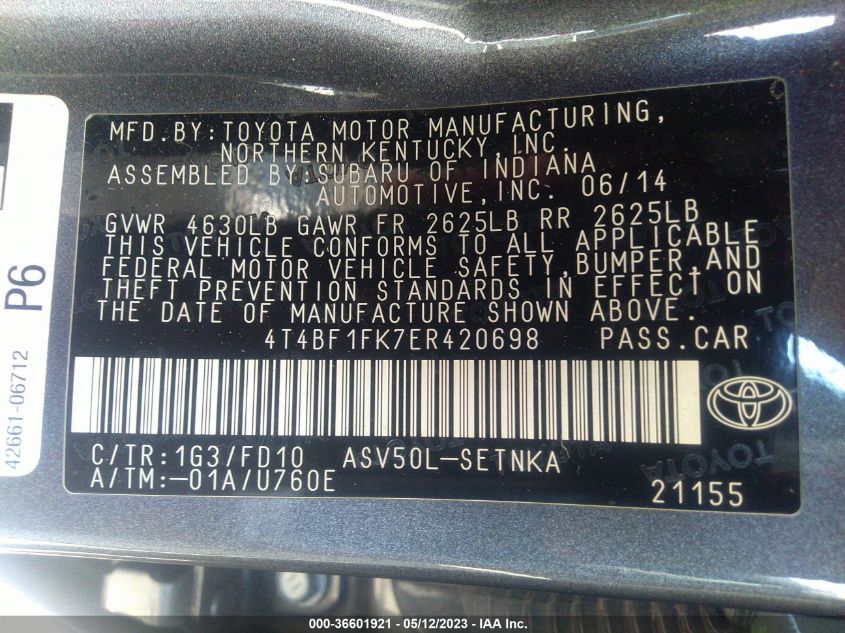 MFD.BY:TOYOTA MOTOR MANUFACTURING,
NORTHERN KENTUCKY,INC.
ASSEMBLED BY:SUBARU OF INDIANA
AUTOMOTIVE,INC. 06/14
GVWR 4630LB GAWR FR 2625LB RR 2625LB
THIS VEHICLE CONFORMS TO ALL APPLICABLE
FEDERAL MOTOR VEHICLE SAFETY,BUMPER,AND
THEFT PREVENTION STANDARDS IN EFFECT ON
THE DATE OF MANUFACTURE SHOWN ABOVE.
4T4BF1FK7ER420698 PASS.CAR
C/TR:1G3/FD10 ASV50L-SETNKA
A/TM:-01A/U760E
21155
P6
42661-06712
TOYOTA
000-36601921 - 05/12/2023 - IAA Inc.